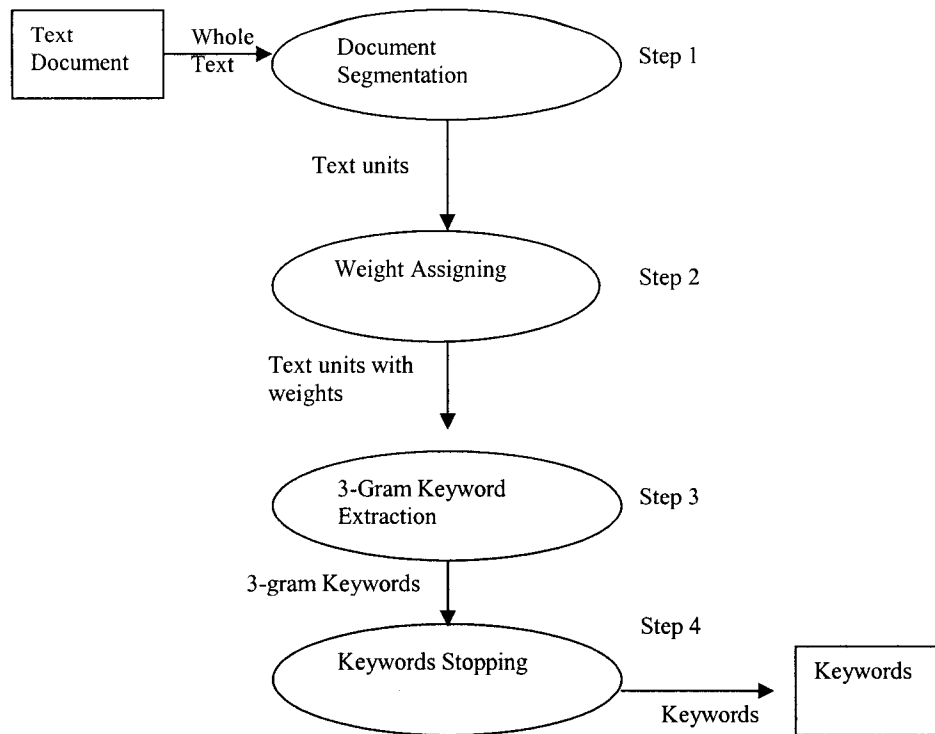 Text
Document
Whole
Text
Document
Segmentation
Step 1
Text units
Weight Assigning
Step 2
Text units with
weights
3-Gram Keyword
Extraction
Step 3
3-gram Keywords
Step 4
Keywords Stopping
Keywords
Keywords